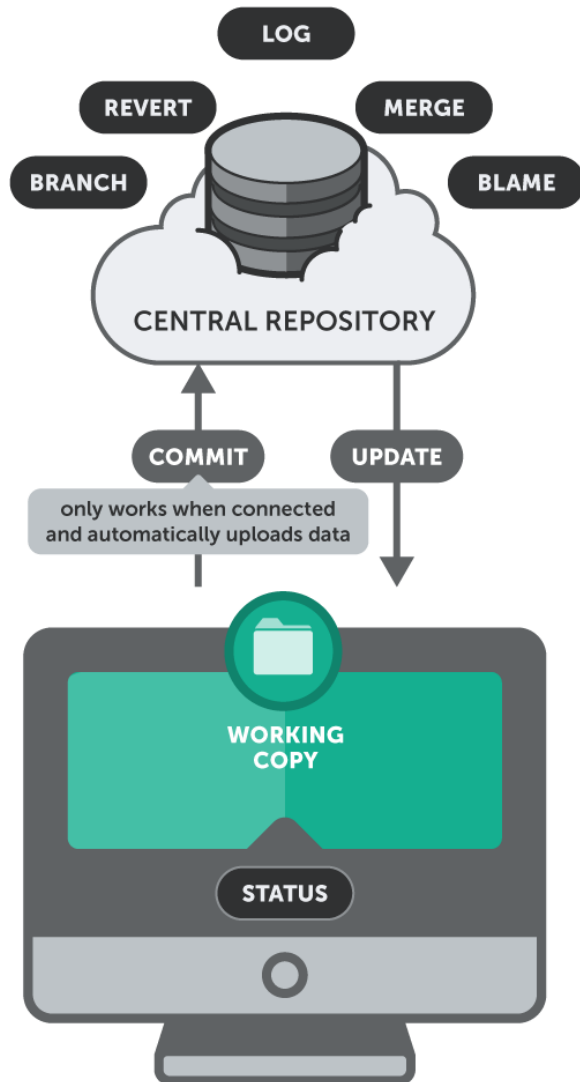 LOG
REVERT
MERGE
BRANCH
BLAME
CENTRAL REPOSITORY
COMMIT
UPDATE
only works when connected
and automatically uploads data
WORKING
COPY
STATUS